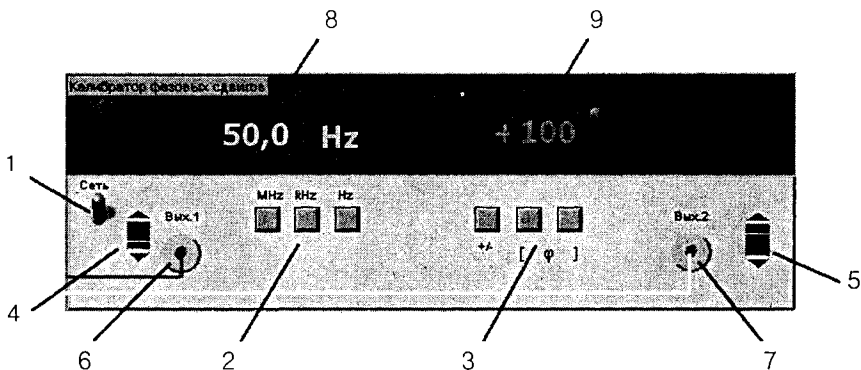 8 9
Калибратор фазовых сдвигов
50,0 Hz +100 °
1
Сеть
MHz kHz Hz
Вых.1 Вых.2
+/- [ φ ]
4 6 2 3 7 5